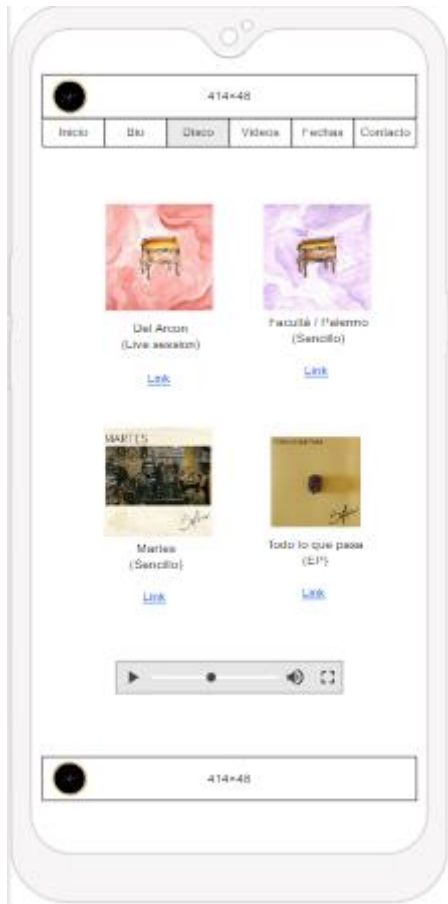 414×48
Inicio Bio Disco Videos Fechas Contacto
Del Arcon
(Live session)
Link
Facultá / Palermo
(Sencillo)
Link
MARTES
Martes
(Sencillo)
Link
Todo lo que pasa
(EP)
Link
414×48